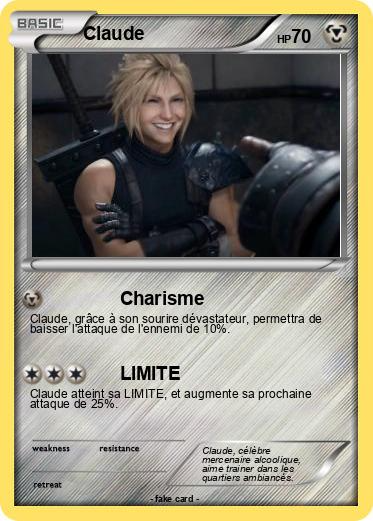 BASIC
Claude HP70
Charisme
Claude, grâce à son sourire dévastateur, permettra de
baisser l'attaque de l'ennemi de 10%.
LIMITE
Claude atteint sa LIMITE, et augmente sa prochaine
attaque de 25%.
weakness resistance
retreat
Claude, célèbre
mercenaire alcoolique,
aime trainer dans les
quartiers ambiancés.
- fake card -